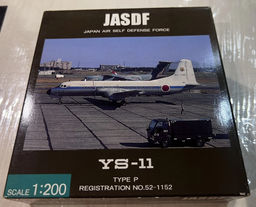 JASDF
JAPAN AIR SELF DEFENSE FORCE
YS-11
TYPE P
REGISTRATION NO.52-1152
SCALE 1:200